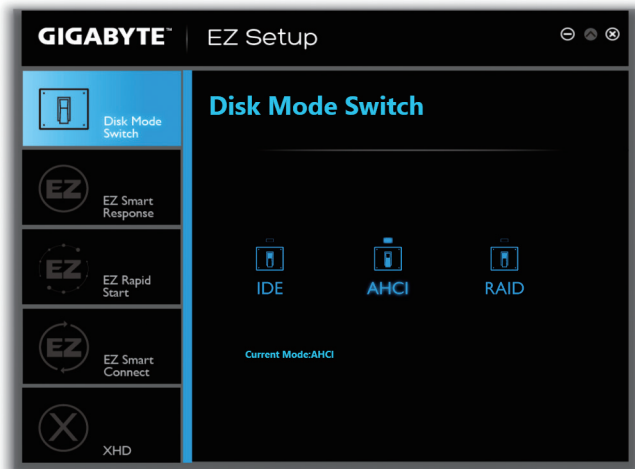 GIGABYTE™ EZ Setup
Disk Mode
Switch
EZ
EZ Smart
Response
EZ
EZ Rapid
Start
EZ
EZ Smart
Connect
X
XHD
Disk Mode Switch
IDE AHCI RAID
Current Mode:AHCI